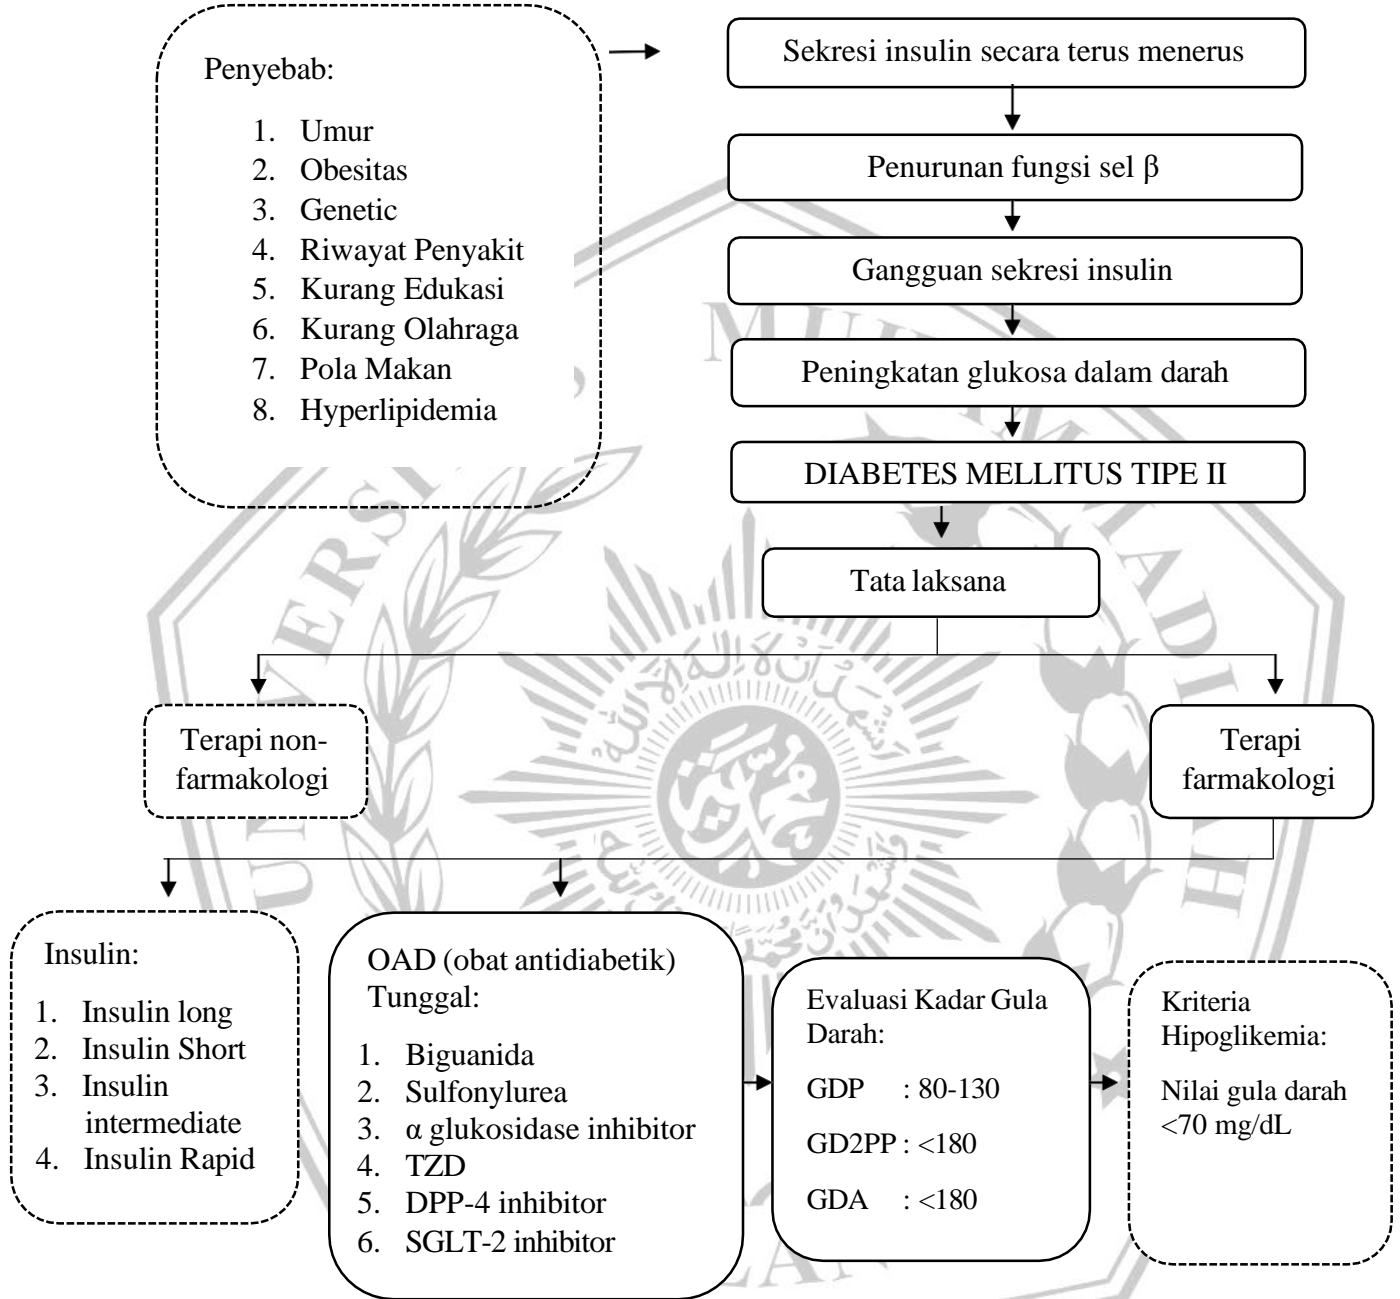 Penyebab:
1. Umur
2. Obesitas
3. Genetic
4. Riwayat Penyakit
5. Kurang Edukasi
6. Kurang Olahraga
7. Pola Makan
8. Hyperlipidemia
Sekresi insulin secara terus menerus
Penurunan fungsi sel β
Gangguan sekresi insulin
Peningkatan glukosa dalam darah
DIABETES MELLITUS TIPE II
Tata laksana
Terapi non-
farmakologi
Terapi
farmakologi
Insulin:
1. Insulin long
2. Insulin Short
3. Insulin
intermediate
4. Insulin Rapid
OAD (obat antidiabetik)
Tunggal:
1. Biguanida
2. Sulfonylurea
3. α glukosidase inhibitor
4. TZD
5. DPP-4 inhibitor
6. SGLT-2 inhibitor
Evaluasi Kadar Gula
Darah:
GDP : 80-130
GD2PP : <180
GDA : <180
Kriteria
Hipoglikemia:
Nilai gula darah
<70 mg/dL